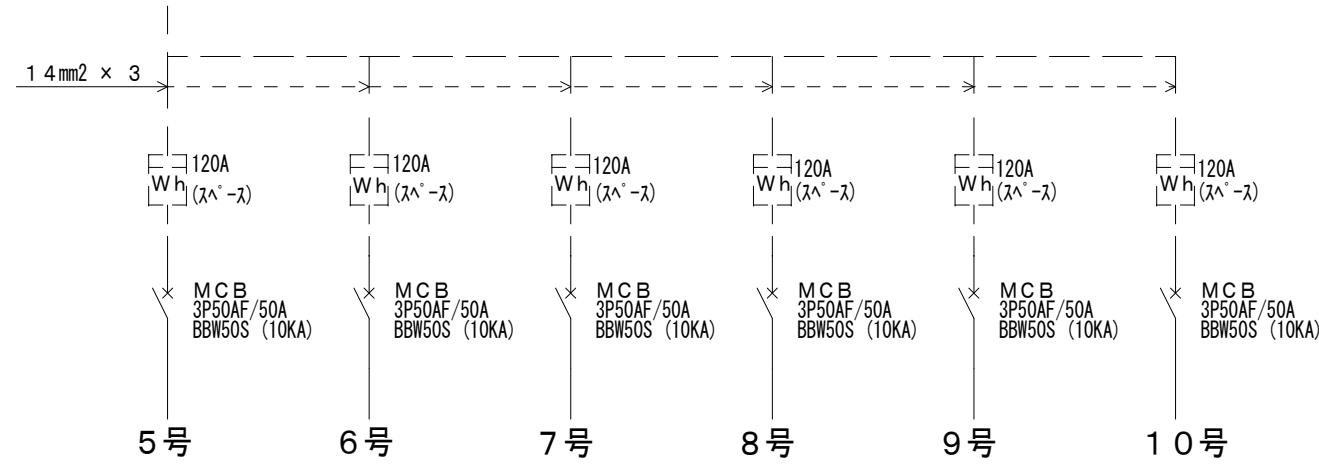 14mm2 × 3
120A
Wh
(ｽﾍﾟｰｽ)
120A
Wh
(ｽﾍﾟｰｽ)
120A
Wh
(ｽﾍﾟｰｽ)
120A
Wh
(ｽﾍﾟｰｽ)
120A
Wh
(ｽﾍﾟｰｽ)
120A
Wh
(ｽﾍﾟｰｽ)
MCB
3P50AF/50A
BBW50S (10KA)
MCB
3P50AF/50A
BBW50S (10KA)
MCB
3P50AF/50A
BBW50S (10KA)
MCB
3P50AF/50A
BBW50S (10KA)
MCB
3P50AF/50A
BBW50S (10KA)
MCB
3P50AF/50A
BBW50S (10KA)
5号
6号
7号
8号
9号
10号